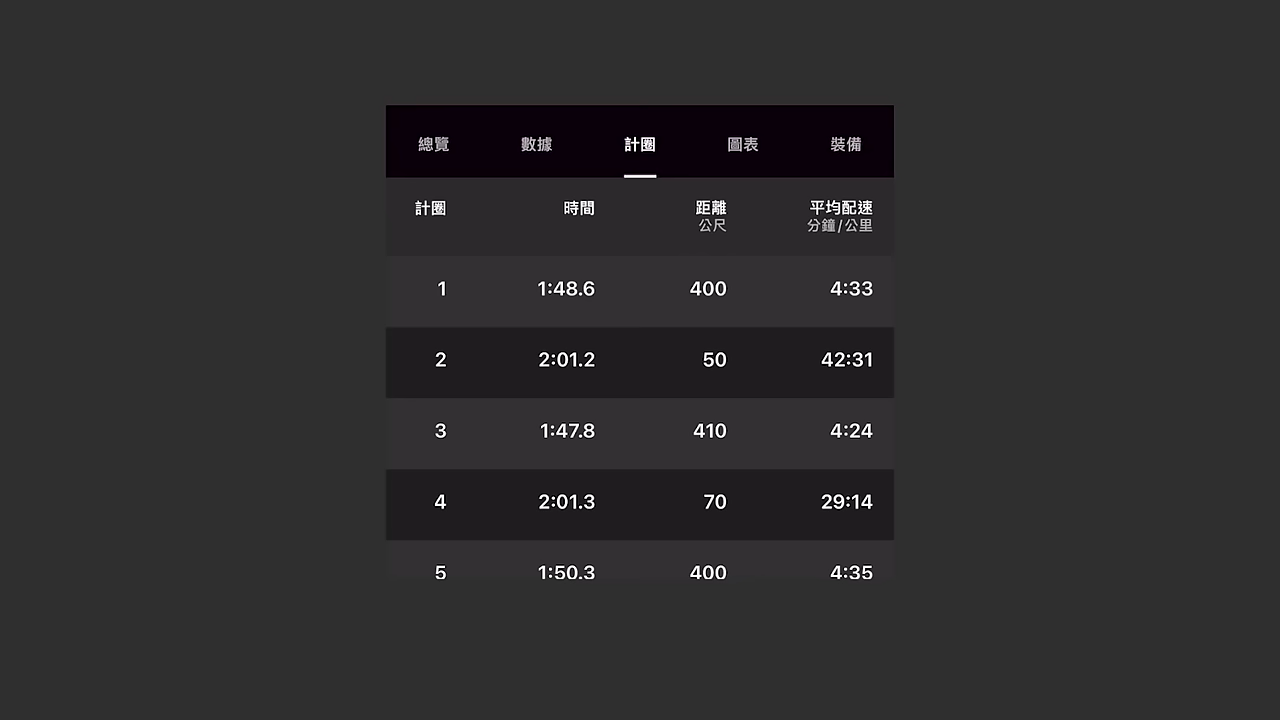 總覽 數據 計圈 圖表 裝備
計圈 時間 距離 平均配速
公尺 分鐘/公里
1 1:48.6 400 4:33
2 2:01.2 50 42:31
3 1:47.8 410 4:24
4 2:01.3 70 29:14
5 1:50.3 400 4:35